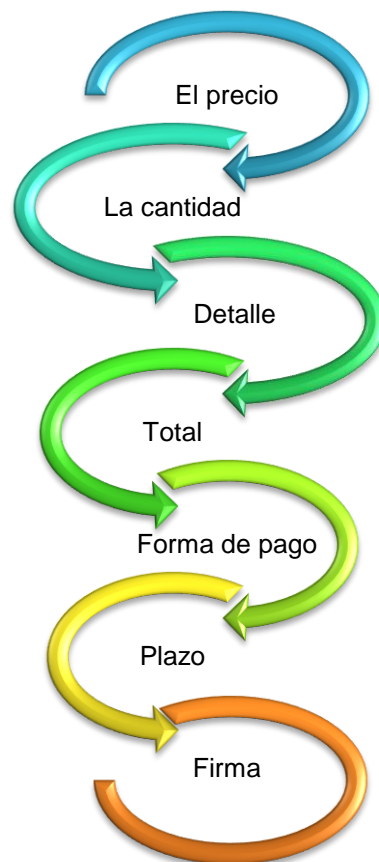 El precio
La cantidad
Detalle
Total
Forma de pago
Plazo
Firma